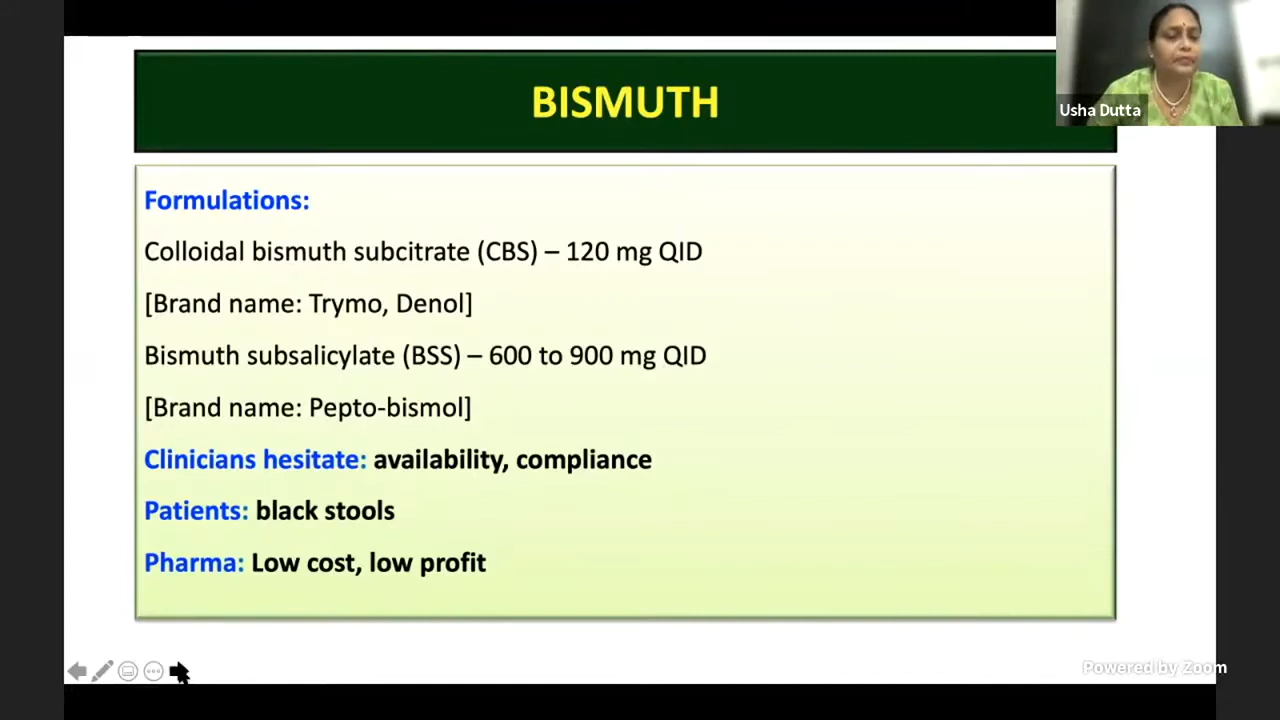 BISMUTH
Usha Dutta
Formulations:
Colloidal bismuth subcitrate (CBS) – 120 mg QID
[Brand name: Trymo, Denol]
Bismuth subsalicylate (BSS) – 600 to 900 mg QID
[Brand name: Pepto-bismol]
Clinicians hesitate: availability, compliance
Patients: black stools
Pharma: Low cost, low profit
Powered by Zoom